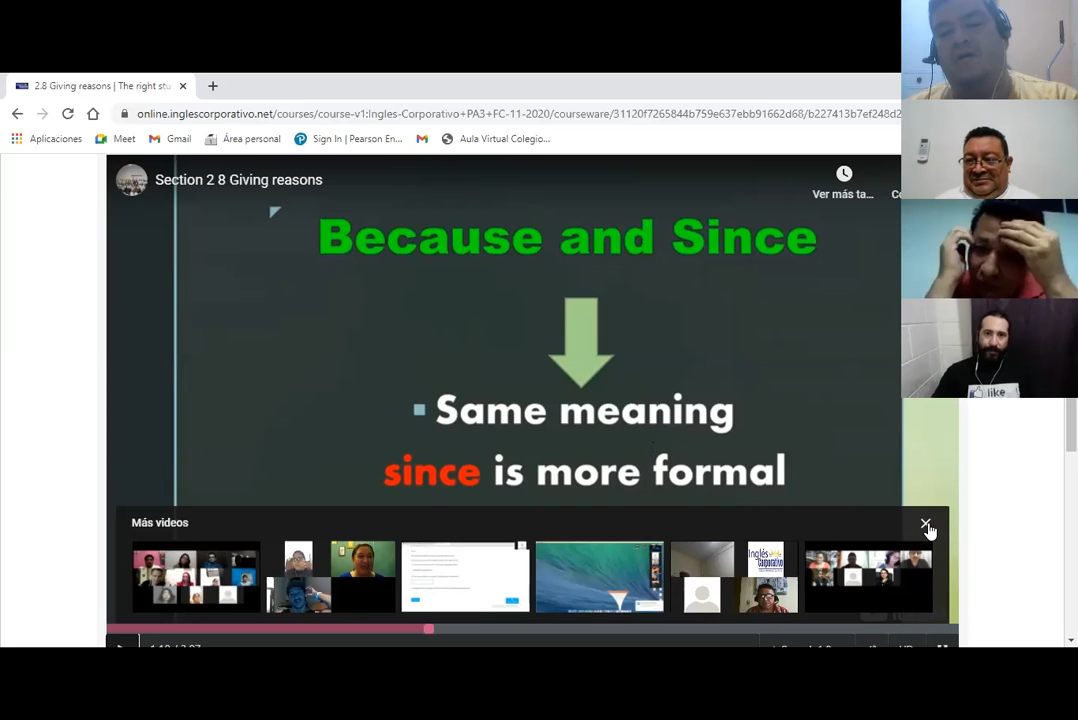 2.8 Giving reasons | The right stu
online.inglescorporativo.net/courses/course-v1:Ingles-Corporativo+PA3+FC-11-2020/courseware/31120f7265844b759e637ebb91662d68/b227413b7ef248d2
Aplicaciones Meet Gmail Área personal Sign In | Pearson En... Aula Virtual Colegio...
Section 2 8 Giving reasons
Ver más ta...
Because and Since
Same meaning
since is more formal
Más videos
Inglés
Corporativo
like